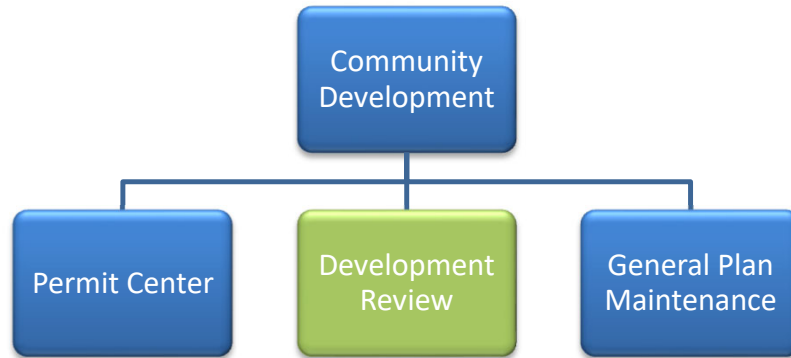 Community
Development
Permit Center
Development
Review
General Plan
Maintenance